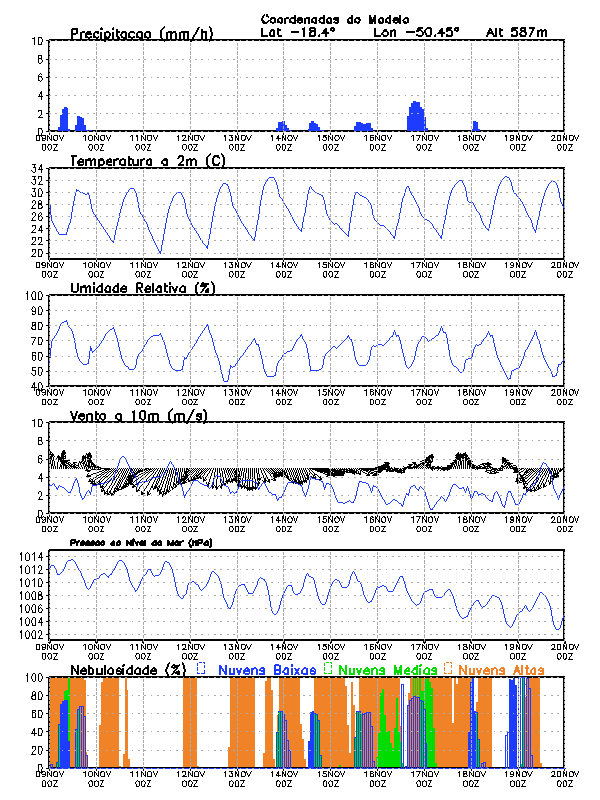 Coordenadas do Modelo
Precipitacao (mm/h) Lat −18.4° Lon −50.45° Alt 587m
10
8
6
4
2
0
09NOV 10NOV 11NOV 12NOV 13NOV 14NOV 15NOV 16NOV 17NOV 18NOV 19NOV 20NOV
00Z 00Z 00Z 00Z 00Z 00Z 00Z 00Z 00Z 00Z 00Z 00Z
Temperatura a 2m (C)
34
32
30
28
26
24
22
20
09NOV 10NOV 11NOV 12NOV 13NOV 14NOV 15NOV 16NOV 17NOV 18NOV 19NOV 20NOV
00Z 00Z 00Z 00Z 00Z 00Z 00Z 00Z 00Z 00Z 00Z 00Z
Umidade Relativa (%)
100
90
80
70
60
50
40
09NOV 10NOV 11NOV 12NOV 13NOV 14NOV 15NOV 16NOV 17NOV 18NOV 19NOV 20NOV
00Z 00Z 00Z 00Z 00Z 00Z 00Z 00Z 00Z 00Z 00Z 00Z
Vento a 10m (m/s)
10
8
6
4
2
0
09NOV 10NOV 11NOV 12NOV 13NOV 14NOV 15NOV 16NOV 17NOV 18NOV 19NOV 20NOV
00Z 00Z 00Z 00Z 00Z 00Z 00Z 00Z 00Z 00Z 00Z 00Z
Pressao ao Nivel do Mar (HPa)
1014
1012
1010
1008
1006
1004
1002
09NOV 10NOV 11NOV 12NOV 13NOV 14NOV 15NOV 16NOV 17NOV 18NOV 19NOV 20NOV
00Z 00Z 00Z 00Z 00Z 00Z 00Z 00Z 00Z 00Z 00Z 00Z
Nebulosidade (%) Nuvens Baixas Nuvens Medias Nuvens Altas
100
80
60
40
20
0
09NOV 10NOV 11NOV 12NOV 13NOV 14NOV 15NOV 16NOV 17NOV 18NOV 19NOV 20NOV
00Z 00Z 00Z 00Z 00Z 00Z 00Z 00Z 00Z 00Z 00Z 00Z